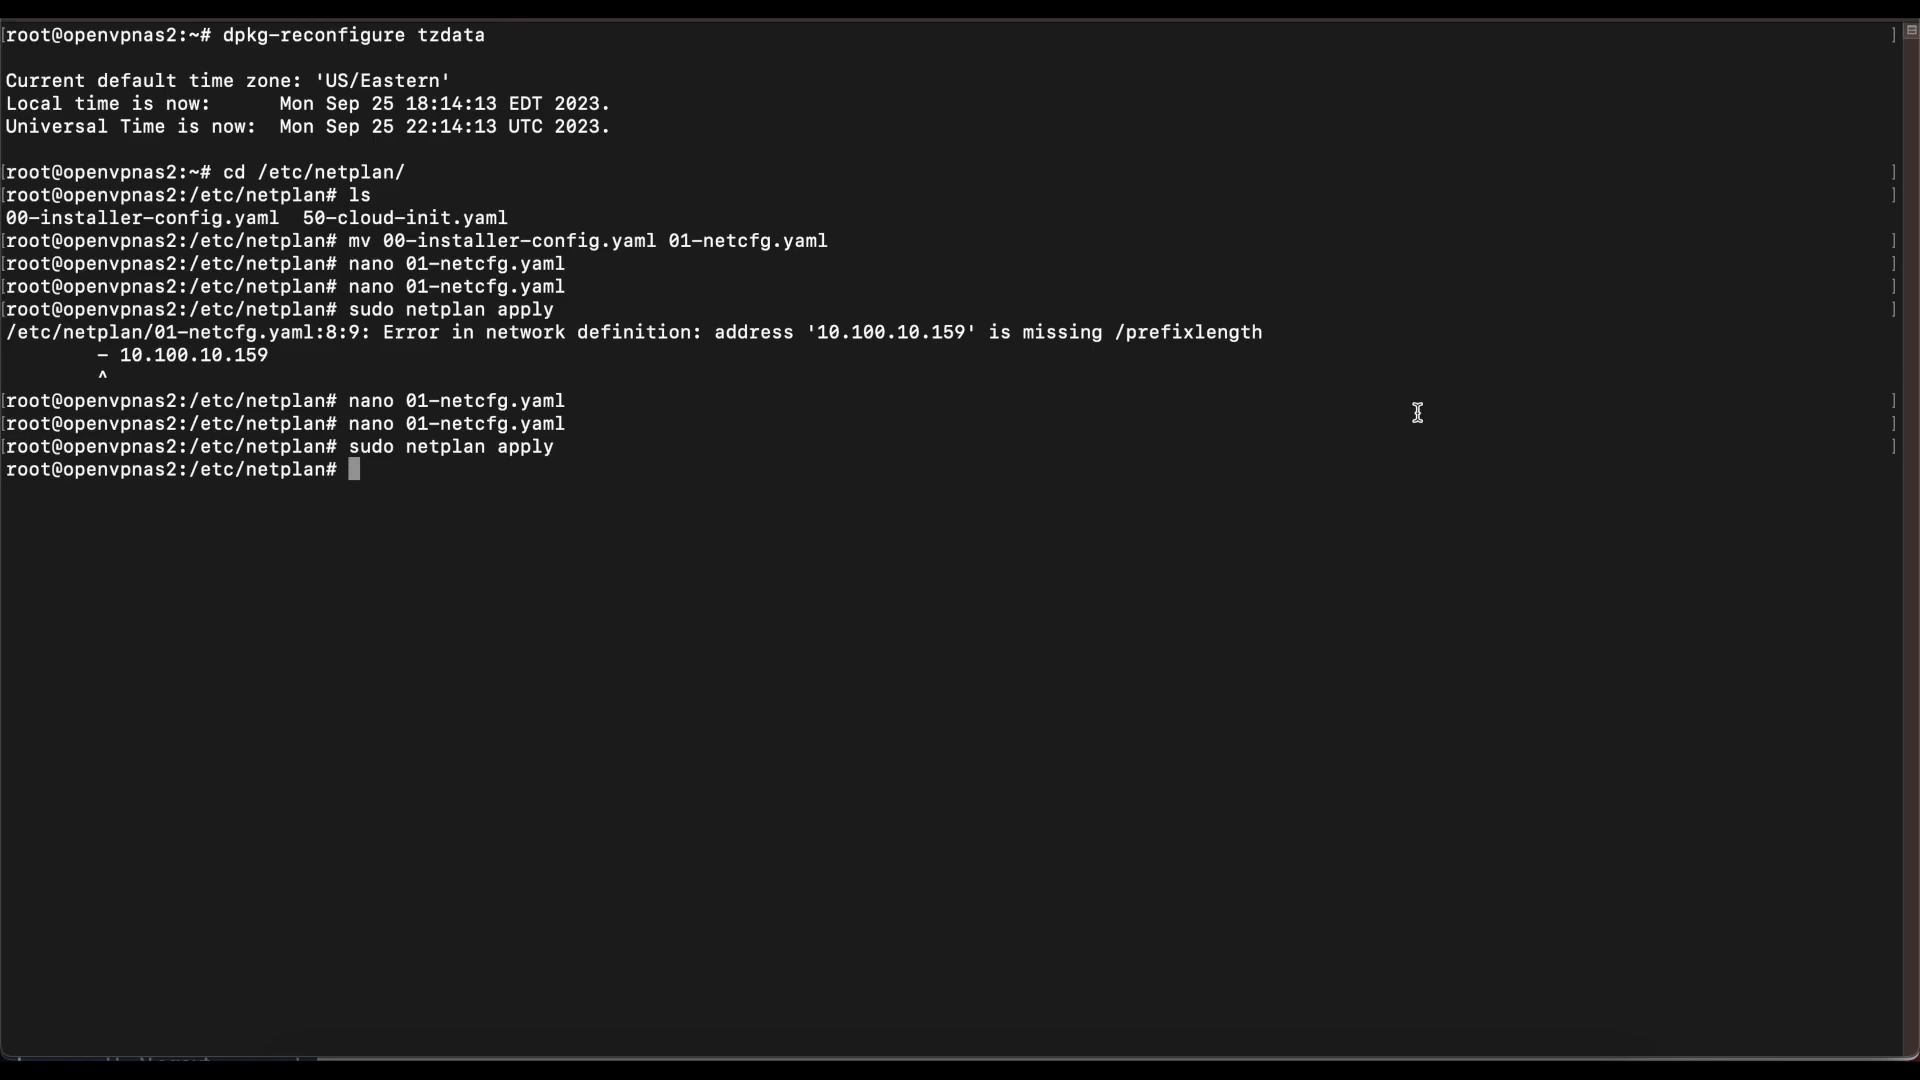 [root@openvpnas2:~# dpkg-reconfigure tzdata ]
Current default time zone: 'US/Eastern'
Local time is now:      Mon Sep 25 18:14:13 EDT 2023.
Universal Time is now:  Mon Sep 25 22:14:13 UTC 2023.
[root@openvpnas2:~# cd /etc/netplan/ ]
[root@openvpnas2:/etc/netplan# ls ]
00-installer-config.yaml  50-cloud-init.yaml
[root@openvpnas2:/etc/netplan# mv 00-installer-config.yaml 01-netcfg.yaml ]
[root@openvpnas2:/etc/netplan# nano 01-netcfg.yaml ]
[root@openvpnas2:/etc/netplan# nano 01-netcfg.yaml ]
[root@openvpnas2:/etc/netplan# sudo netplan apply ]
/etc/netplan/01-netcfg.yaml:8:9: Error in network definition: address '10.100.10.159' is missing /prefixlength
        - 10.100.10.159
        ^
[root@openvpnas2:/etc/netplan# nano 01-netcfg.yaml ]
[root@openvpnas2:/etc/netplan# nano 01-netcfg.yaml ]
[root@openvpnas2:/etc/netplan# sudo netplan apply ]
root@openvpnas2:/etc/netplan#